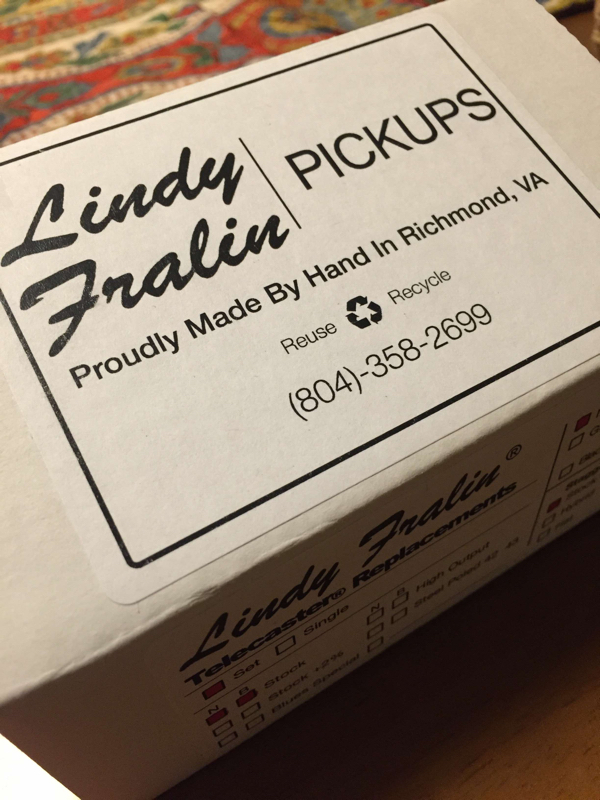 Lindy
Fralin
PICKUPS
Proudly Made By Hand In Richmond, VA
Reuse Recycle
(804)-358-2699
Lindy Fralin ®
Telecaster® Replacements
Set Single
N B N B
Stock High Output
Stock +2% Steel Poled 42 43
Blues Special
Stock